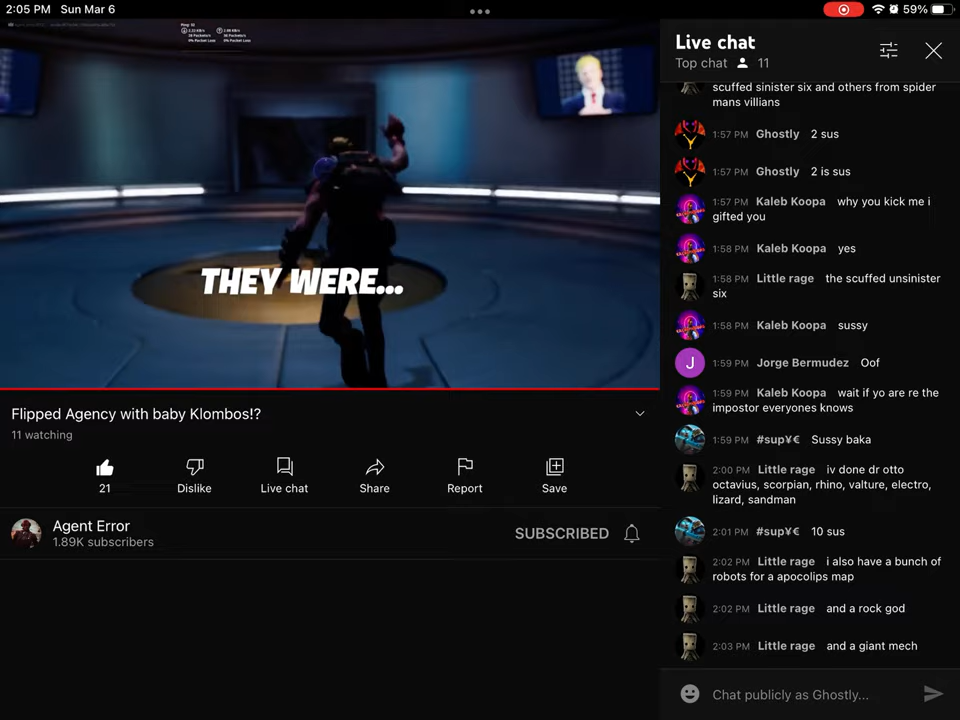 2:05 PM Sun Mar 6
59%
THEY WERE...
Flipped Agency with baby Klombos!?
11 watching
21
Dislike
Live chat
Share
Report
Save
Agent Error
1.89K subscribers
SUBSCRIBED
Live chat
Top chat 11
scuffed sinister six and others from spider
mans villians
1:57 PM Ghostly 2 sus
1:57 PM Ghostly 2 is sus
1:57 PM Kaleb Koopa why you kick me i
gifted you
1:58 PM Kaleb Koopa yes
1:58 PM Little rage the scuffed unsinister
six
1:58 PM Kaleb Koopa sussy
J
1:59 PM Jorge Bermudez Oof
1:59 PM Kaleb Koopa wait if yo are re the
impostor everyones knows
1:59 PM #sup¥€ Sussy baka
2:00 PM Little rage iv done dr otto
octavius, scorpian, rhino, valture, electro,
lizard, sandman
2:01 PM #sup¥€ 10 sus
2:02 PM Little rage i also have a bunch of
robots for a apocolips map
2:02 PM Little rage and a rock god
2:03 PM Little rage and a giant mech
Chat publicly as Ghostly...